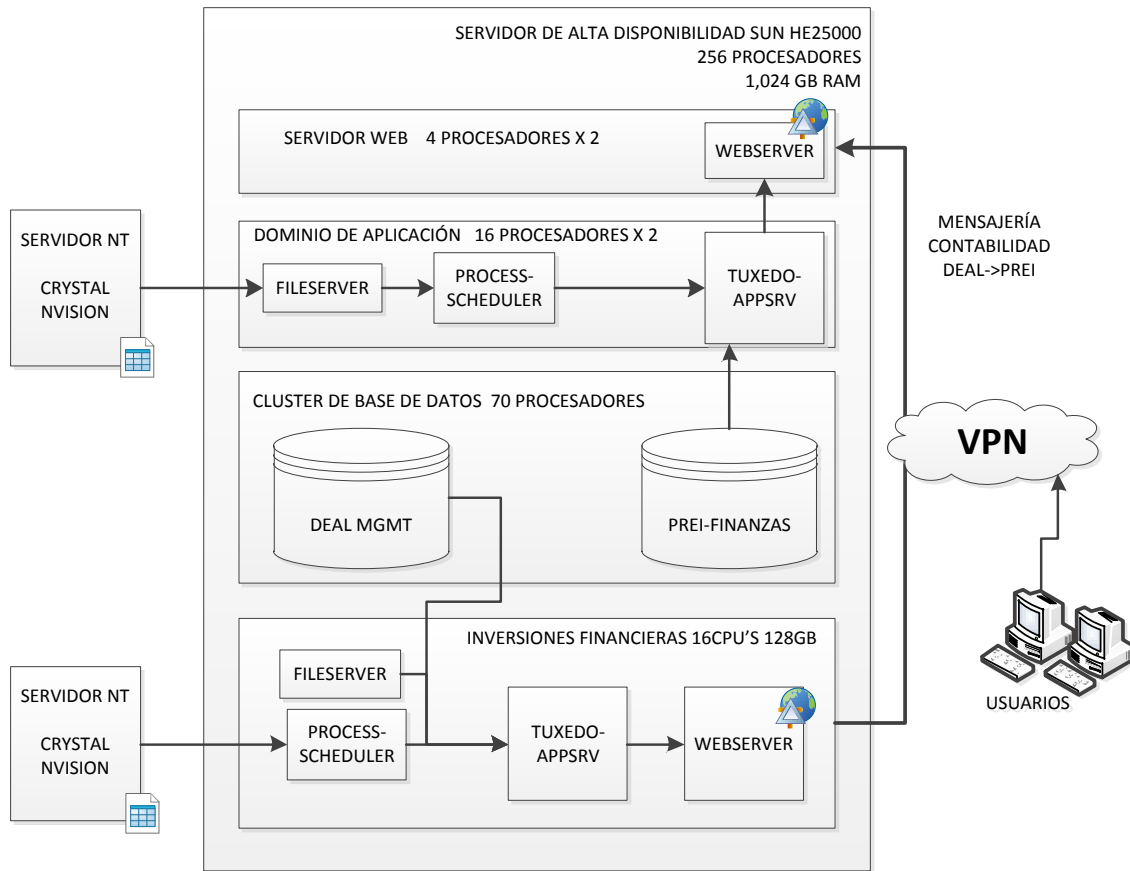 SERVIDOR DE ALTA DISPONIBILIDAD SUN HE25000
256 PROCESADORES
1,024 GB RAM
SERVIDOR WEB   4 PROCESADORES X 2
WEBSERVER
SERVIDOR NT
CRYSTAL
NVISION
DOMINIO DE APLICACIÓN   16 PROCESADORES X 2
FILESERVER
PROCESS-
SCHEDULER
TUXEDO-
APPSRV
MENSAJERÍA
CONTABILIDAD
DEAL->PREI
CLUSTER DE BASE DE DATOS  70 PROCESADORES
DEAL MGMT
PREI-FINANZAS
VPN
USUARIOS
INVERSIONES FINANCIERAS 16CPU'S 128GB
SERVIDOR NT
CRYSTAL
NVISION
FILESERVER
PROCESS-
SCHEDULER
TUXEDO-
APPSRV
WEBSERVER